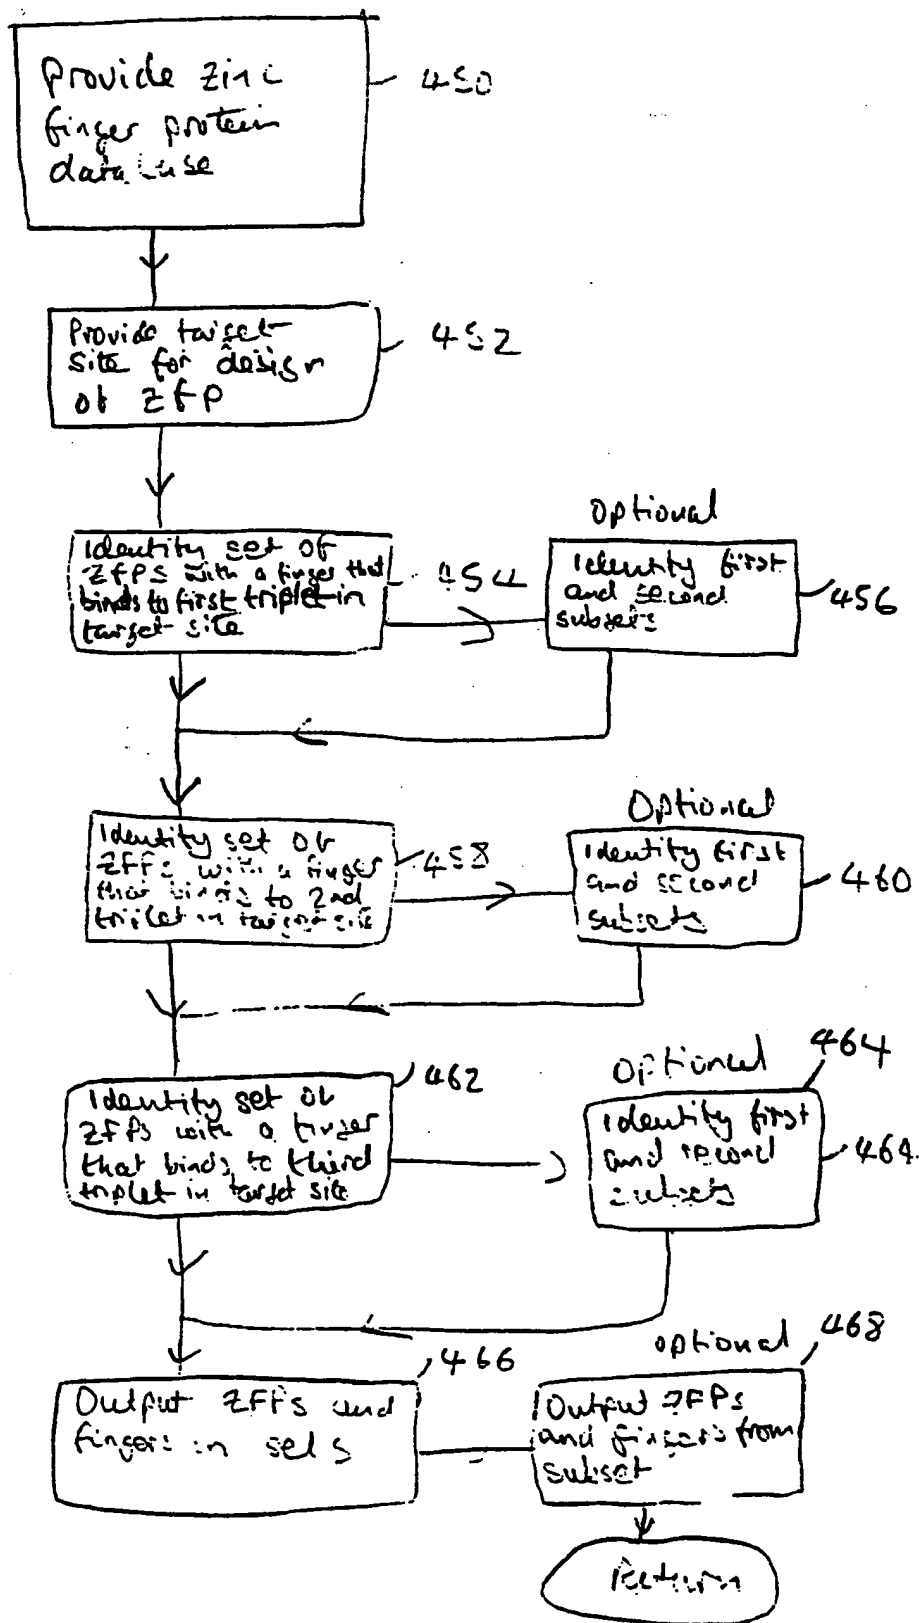 Provide zinc
finger protein
database
450
Provide target
site for design
of ZFP
452
Identify set of
ZFPs with a finger that
binds to first triplet in
target site
454
Optional
Identify first
and second
subsets
456
Identify set of
ZFPs with a finger
that binds to 2nd
triplet in target site
458
Optional
Identify first
and second
subsets
460
Identify set of
ZFPs with a finger
that binds to third
triplet in target site
462
Optional
464
Identify first
and second
subsets
464
Output ZFPs and
fingers in sets
466
optional
468
Output ZFPs
and fingers from
subset
Return